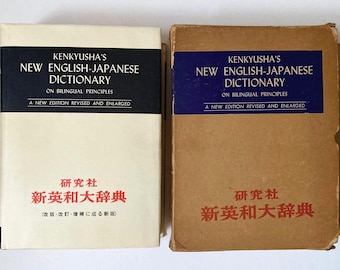 KENKYUSHA'S
NEW ENGLISH-JAPANESE
DICTIONARY
ON BILINGUAL PRINCIPLES
A NEW EDITION REVISED AND ENLARGED
研究社
新英和大辞典
(改版・改訂・増補に成る新版)
KENKYUSHA'S
NEW ENGLISH-JAPANESE
DICTIONARY
ON BILINGUAL PRINCIPLES
A NEW EDITION REVISED AND ENLARGED
研究社
新英和大辞典